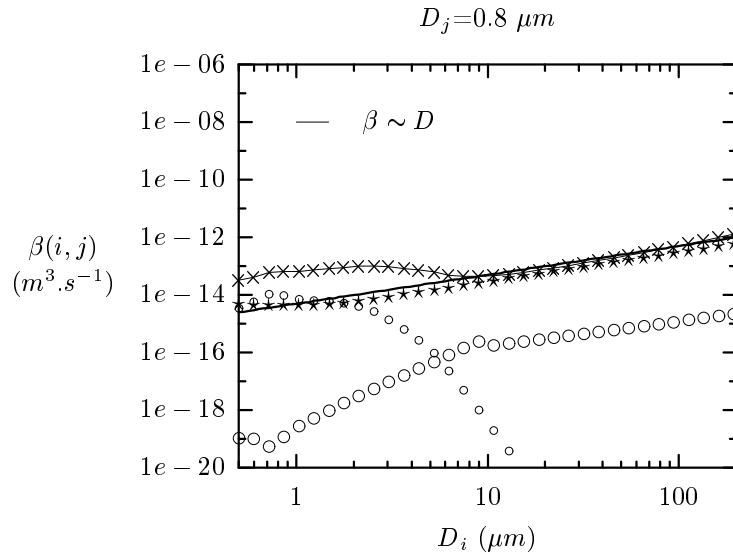 D_j=0.8 μm
1e − 06
1e − 08
1e − 10
1e − 12
1e − 14
1e − 16
1e − 18
1e − 20
β ∼ D
β(i, j)
(m³.s⁻¹)
1 10 100
D_i (μm)